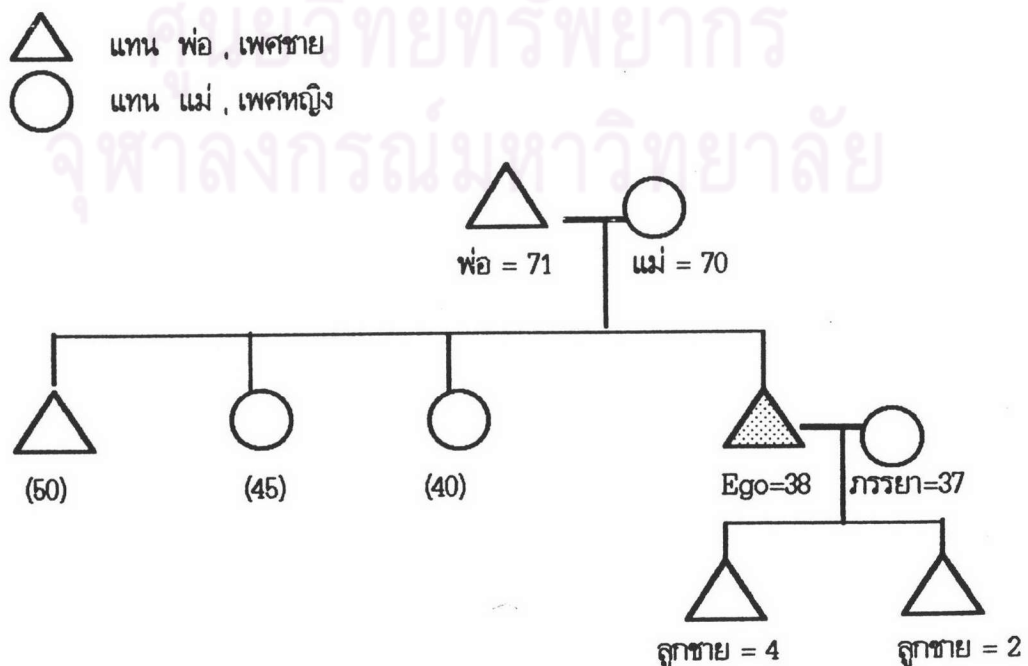 ศูนย์วิทยทรัพยากร
จุฬาลงกรณ์มหาวิทยาลัย
แทน พ่อ , เพศชาย
แทน แม่ , เพศหญิง
พ่อ = 71 แม่ = 70
(50) (45) (40) Ego=38 ภรรยา=37
ลูกชาย = 4 ลูกชาย = 2